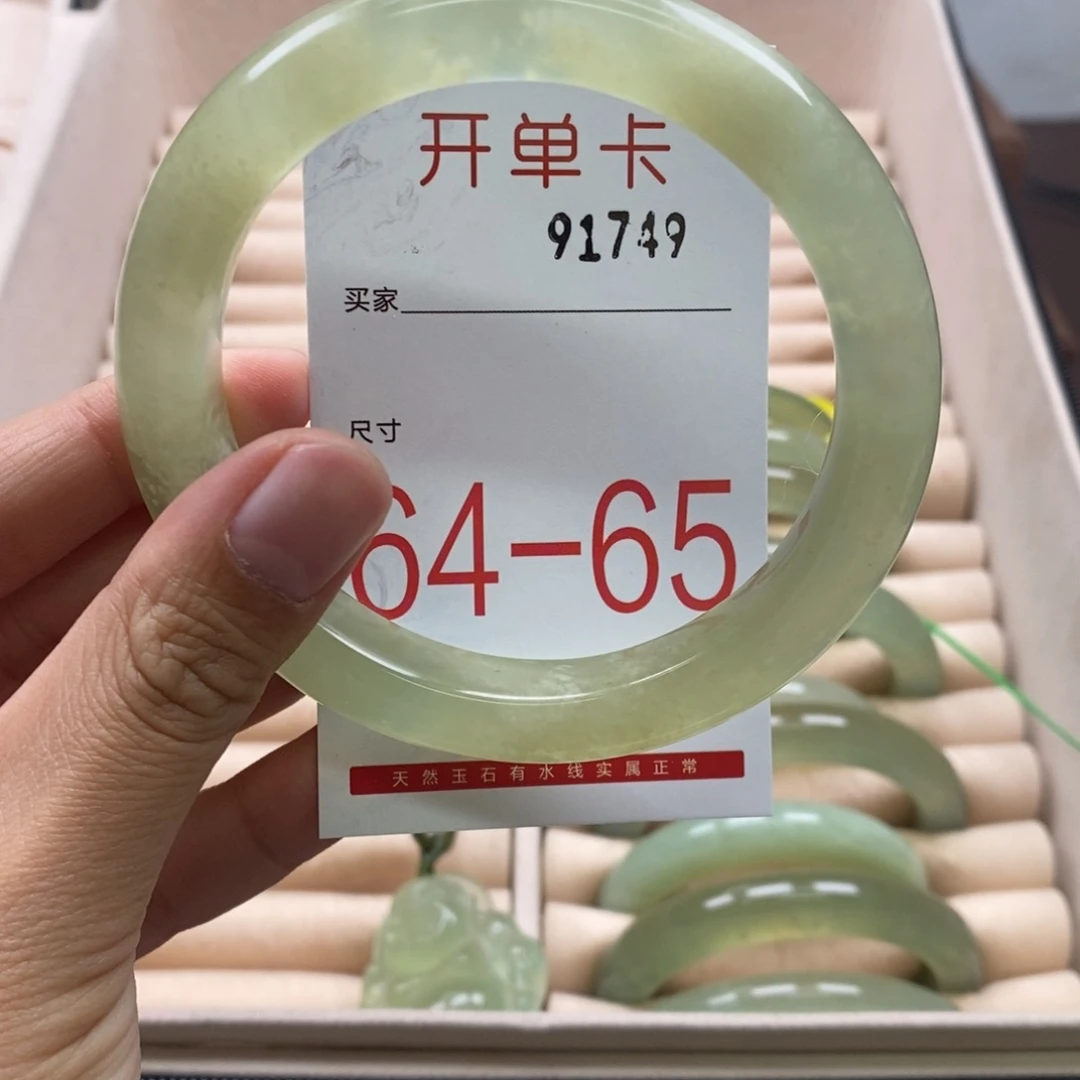 开单卡
91749
买家
尺寸
64-65
天然玉石有水线实属正常